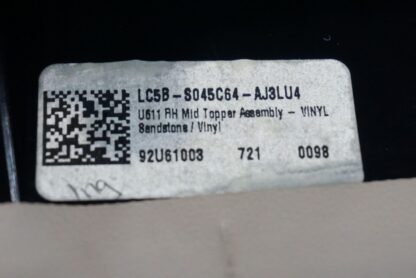 LC5B-S045C64-AJ3LU4
U611 RH Mid Topper Assembly - VINYL
Sandstone / Vinyl
92U61003 721 0098